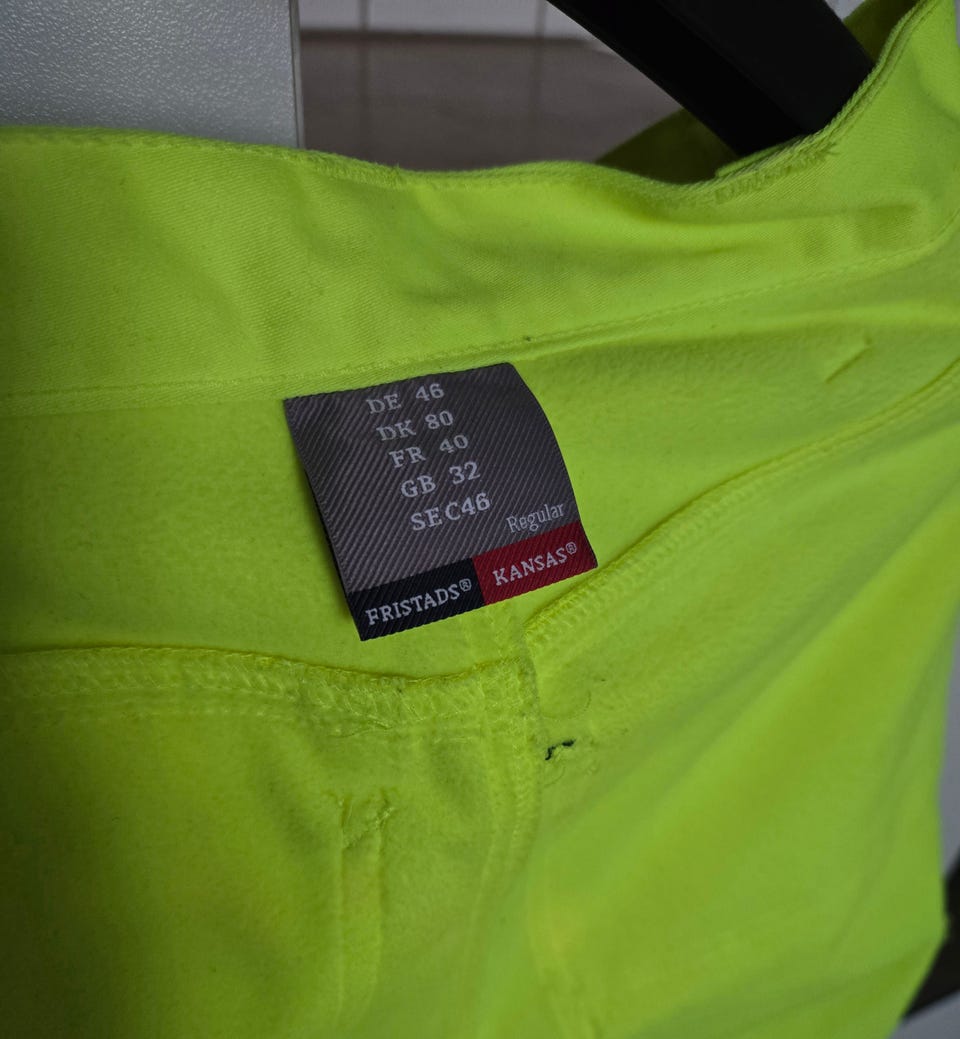 DE 46
DK 80
FR 40
GB 32
SE C46
Regular
FRISTADS® KANSAS®